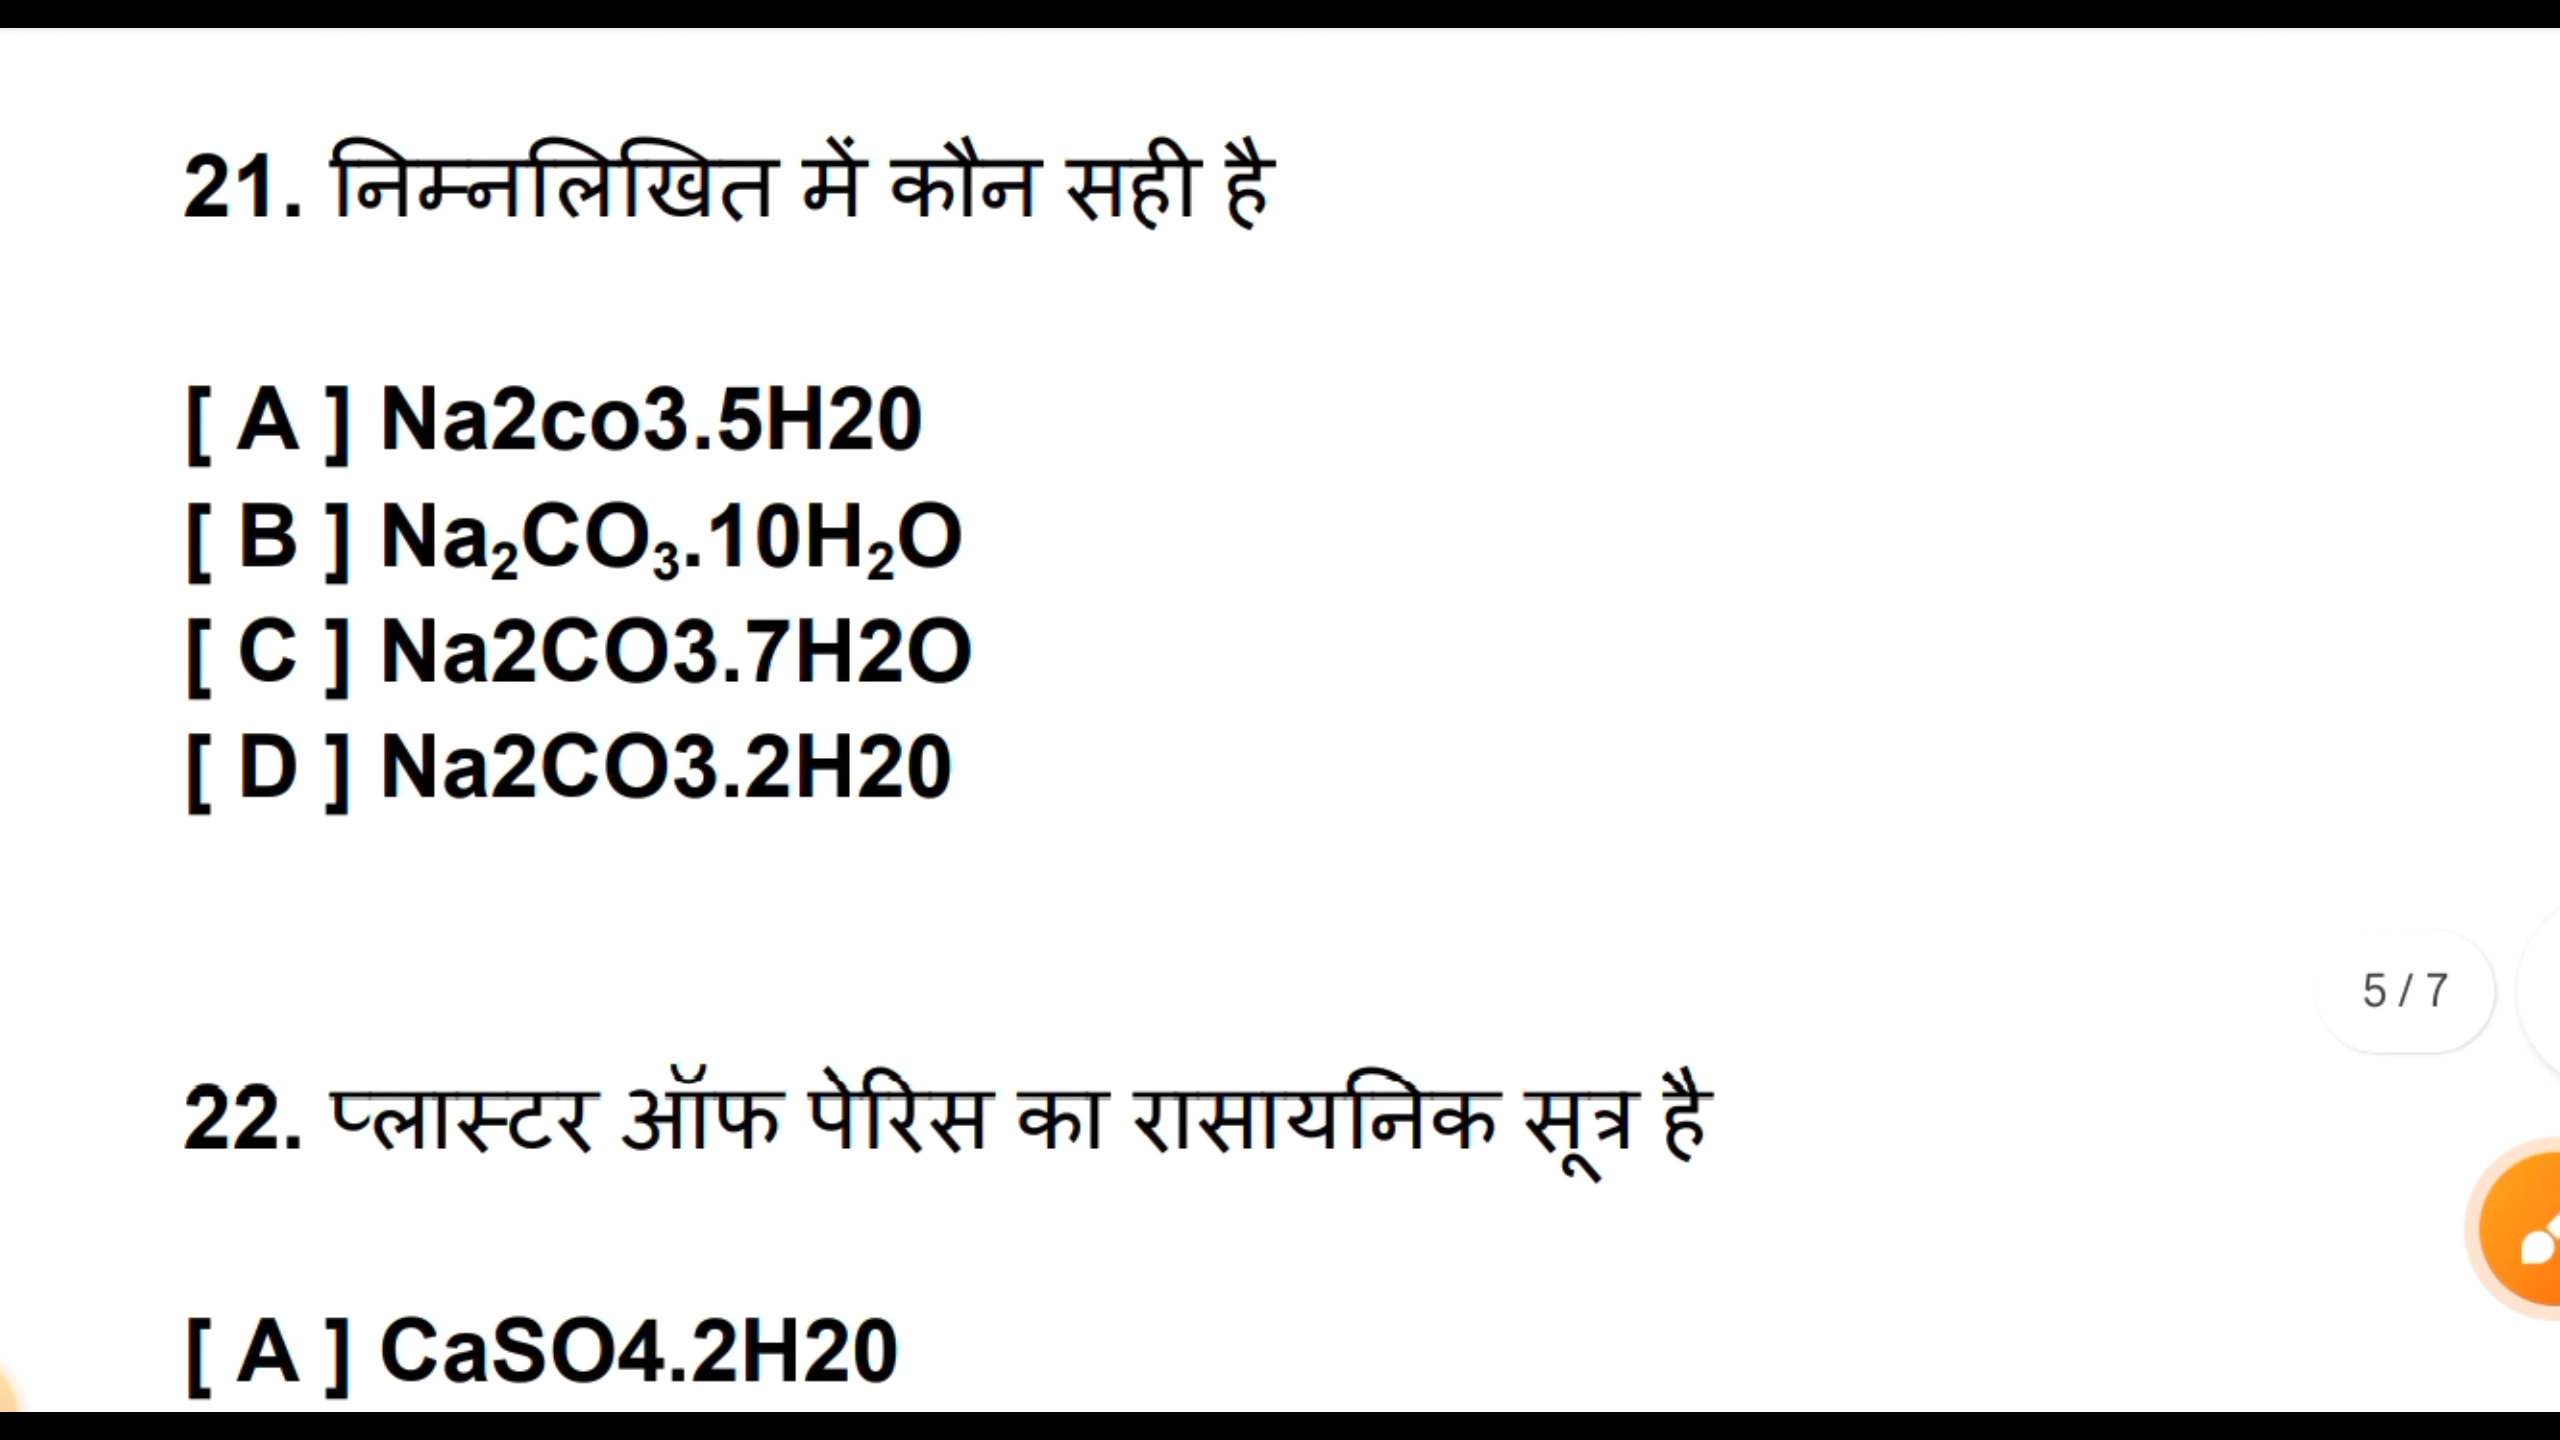 21. निम्नलिखित में कौन सही है
[ A ] Na2co3.5H20
[ B ] Na₂CO₃.10H₂O
[ C ] Na2CO3.7H2O
[ D ] Na2CO3.2H20
5 / 7
22. प्लास्टर ऑफ पेरिस का रासायनिक सूत्र है
[ A ] CaSO4.2H20